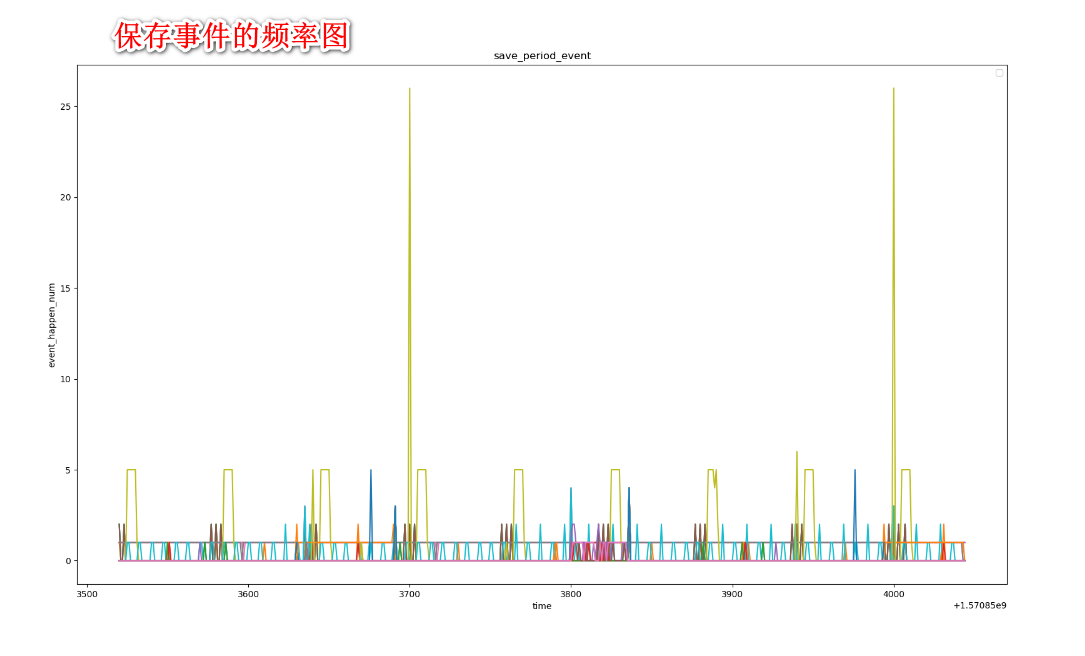 保存事件的频率图
save_period_event
event_happen_num
25
20
15
10
5
0
3500 3600 3700 3800 3900 4000
time
+1.57085e9